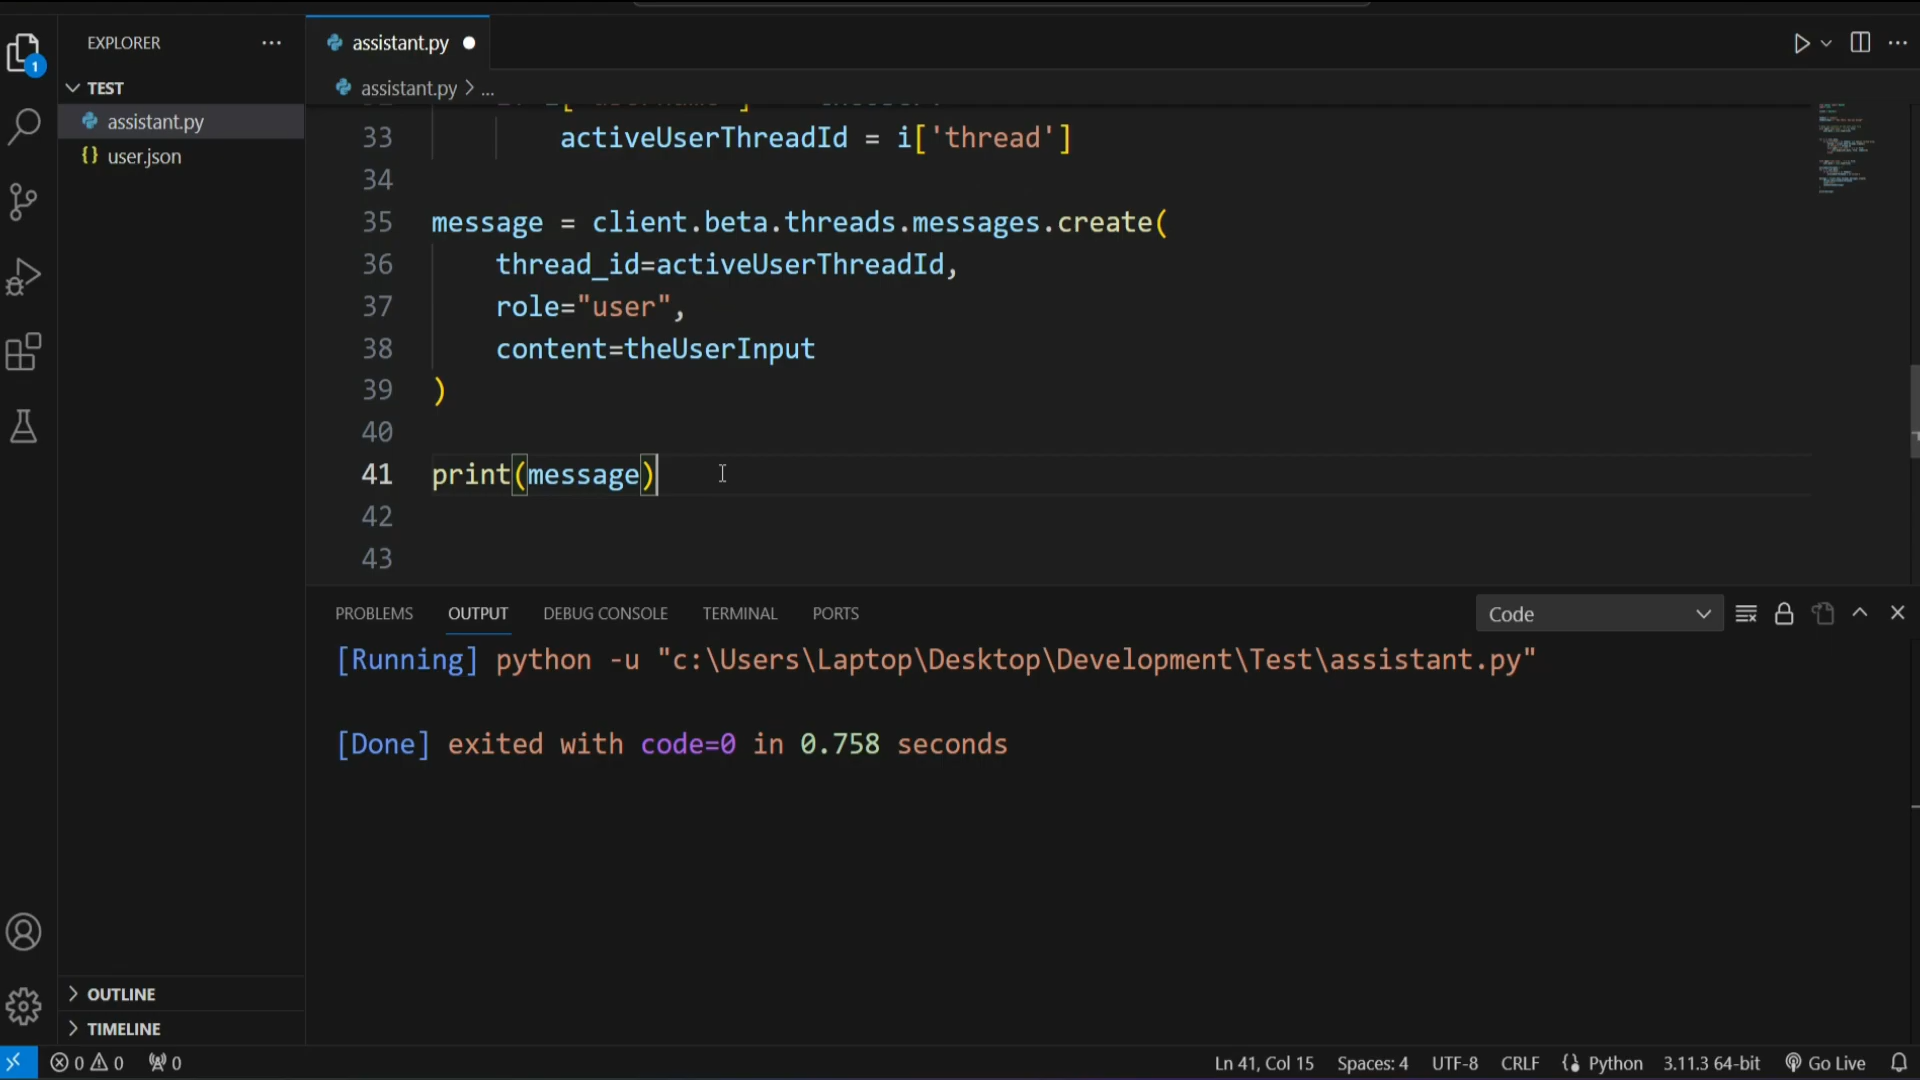 EXPLORER
assistant.py
1
TEST
assistant.py > ...
assistant.py
33 activeUserThreadId = i['thread']
{} user.json
34
35 message = client.beta.threads.messages.create(
36 thread_id=activeUserThreadId,
37 role="user",
38 content=theUserInput
39 )
40
41 print(message)
42
43
PROBLEMS OUTPUT DEBUG CONSOLE TERMINAL PORTS Code
[Running] python -u "c:\Users\Laptop\Desktop\Development\Test\assistant.py"
[Done] exited with code=0 in 0.758 seconds
OUTLINE
TIMELINE
0 0 0 Ln 41, Col 15 Spaces: 4 UTF-8 CRLF Python 3.11.3 64-bit Go Live